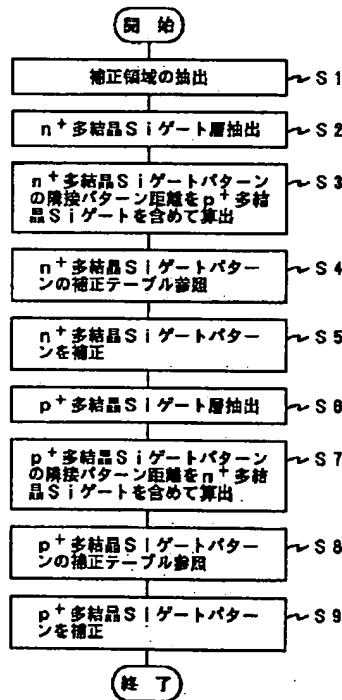 開 始
補正領域の抽出
～S1
n+多結晶Siゲート層抽出
～S2
n+多結晶Siゲートパターン
の隣接パターン距離をp+多結
晶Siゲートを含めて算出
～S3
n+多結晶Siゲートパター
ンの補正テーブル参照
～S4
n+多結晶Siゲートパター
ンを補正
～S5
p+多結晶Siゲート層抽出
～S6
p+多結晶Siゲートパターン
の隣接パターン距離をn+多結
晶Siゲートを含めて算出
～S7
p+多結晶Siゲートパター
ンの補正テーブル参照
～S8
p+多結晶Siゲートパター
ンを補正
～S9
終 了